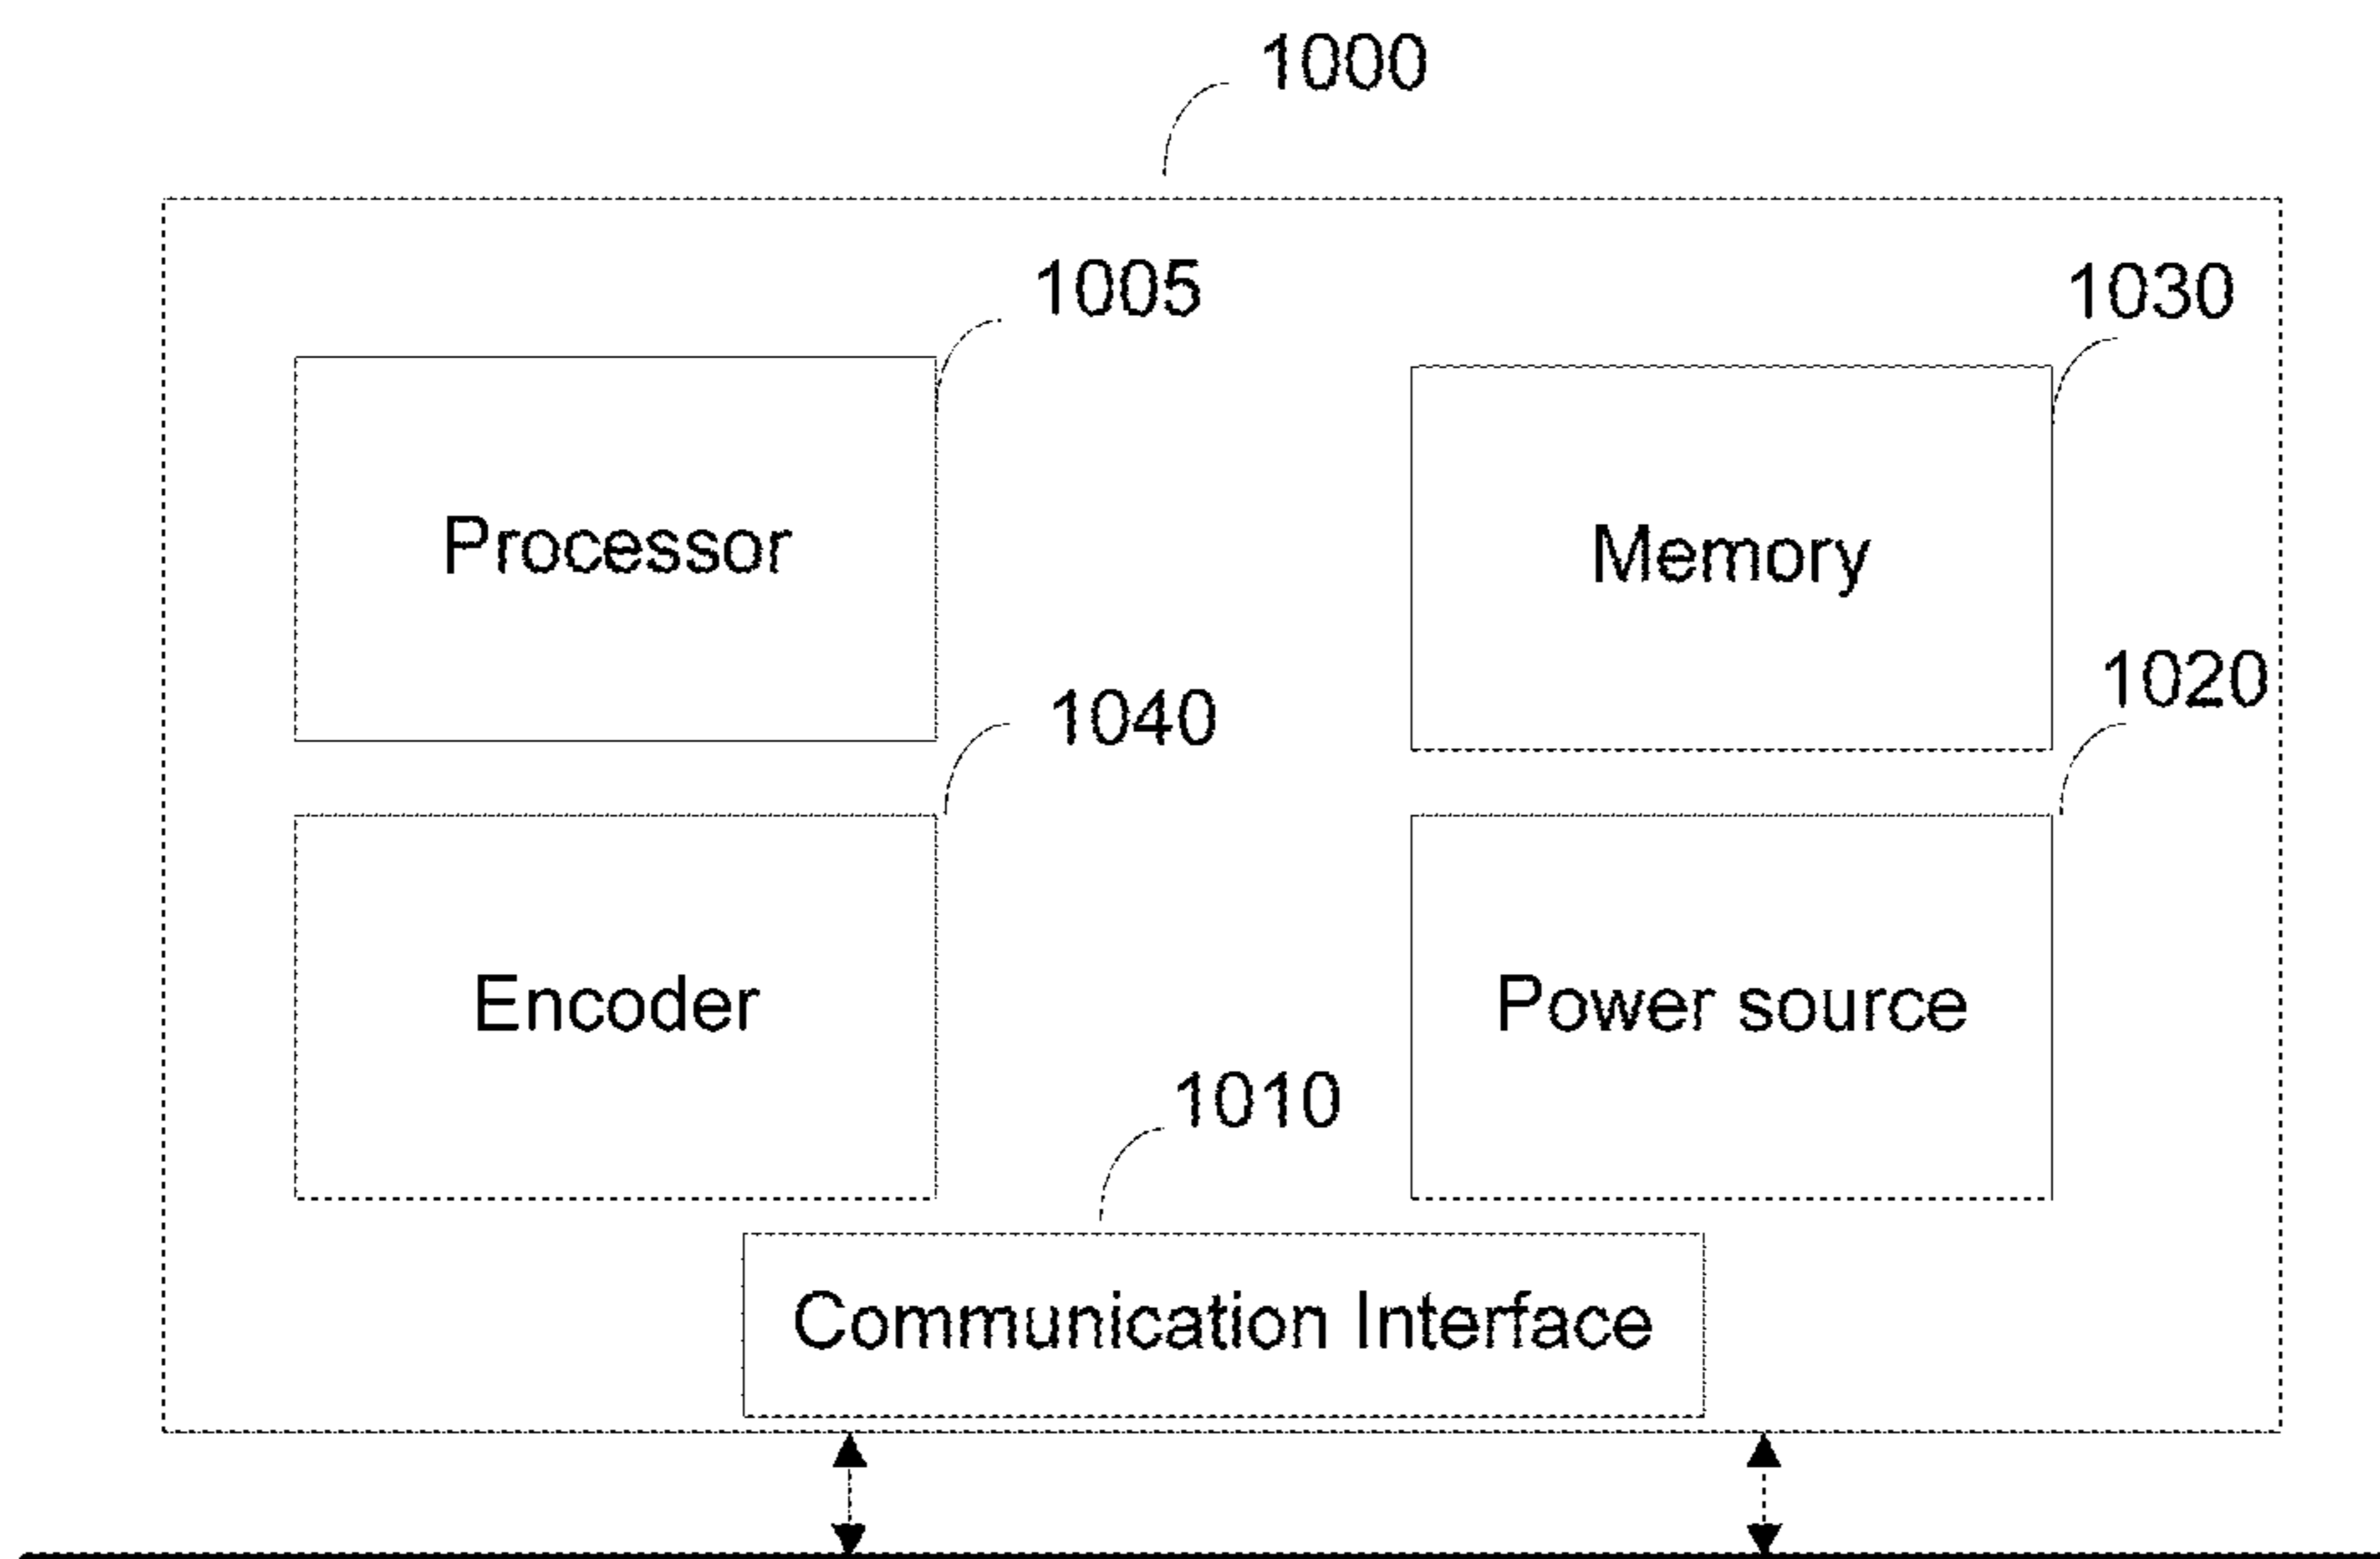 1000
1005
1030
Processor
Memory
1040
1020
Encoder
Power source
1010
Communication Interface